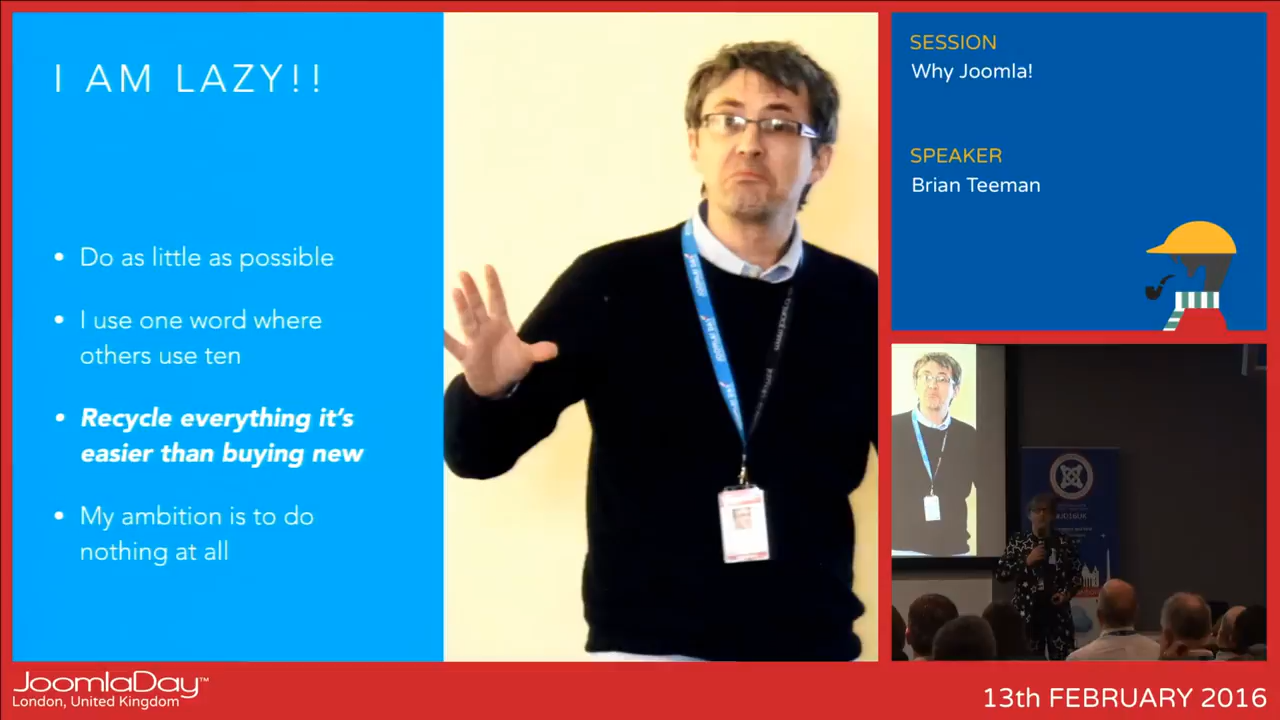 I AM LAZY!!
• Do as little as possible
• I use one word where
others use ten
• Recycle everything it's
easier than buying new
• My ambition is to do
nothing at all
SESSION
Why Joomla!
SPEAKER
Brian Teeman
JoomlaDay™
London, United Kingdom
13th FEBRUARY 2016